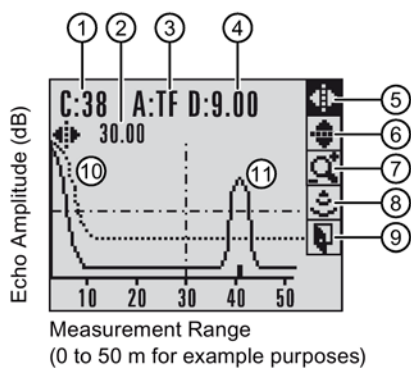 1 2 3 4
C:38 A:TF D:9.00
30.00
5
6
7
8
9
10
11
Echo Amplitude (dB)
10 20 30 40 50
Measurement Range
(0 to 50 m for example purposes)